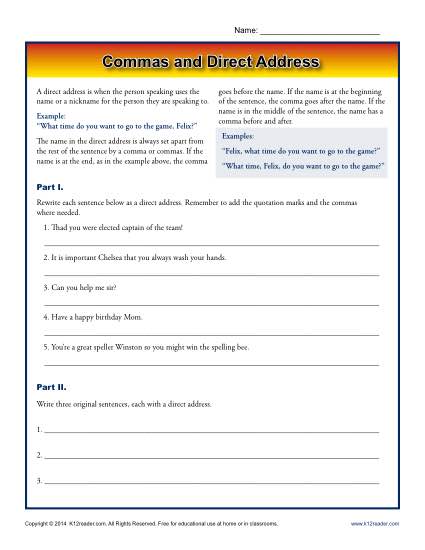 Name: ____________________
Commas and Direct Address
A direct address is when the person speaking uses the
name or a nickname for the person they are speaking to.
Example:
"What time do you want to go to the game, Felix?"
The name in the direct address is always set apart from
the rest of the sentence by a comma or commas. If the
name is at the end, as in the example above, the comma
goes before the name. If the name is at the beginning
of the sentence, the comma goes after the name. If the
name is in the middle of the sentence, the name has a
comma before and after.
Examples:
"Felix, what time do you want to go to the game?"
"What time, Felix, do you want to go to the game?"
Part I.
Rewrite each sentence below as a direct address. Remember to add the quotation marks and the commas
where needed.
1. Thad you were elected captain of the team!
2. It is important Chelsea that you always wash your hands.
3. Can you help me sir?
4. Have a happy birthday Mom.
5. You're a great speller Winston so you might win the spelling bee.
Part II.
Write three original sentences, each with a direct address.
1.
2.
3.
Copyright © 2014 K12reader.com. All Rights Reserved. Free for educational use at home or in classrooms.
www.k12reader.com